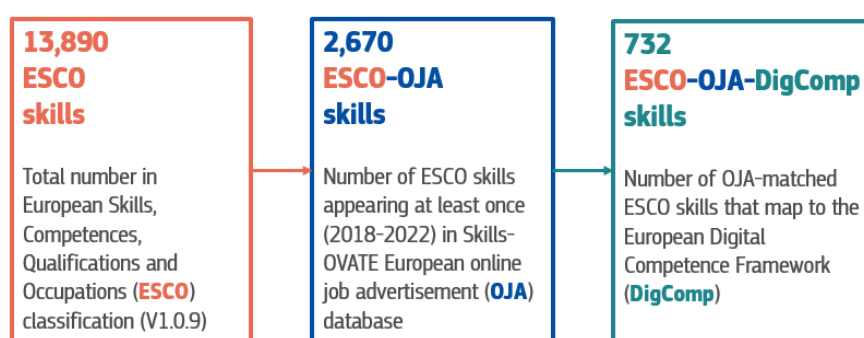 13,890
ESCO
skills
Total number in
European Skills,
Competences,
Qualifications and
Occupations (ESCO)
classification (V1.0.9)
2,670
ESCO-OJA
skills
Number of ESCO skills
appearing at least once
(2018-2022) in Skills-
OVATE European online
job advertisement (OJA)
database
732
ESCO-OJA-DigComp
skills
Number of OJA-matched
ESCO skills that map to the
European Digital
Competence Framework
(DigComp)